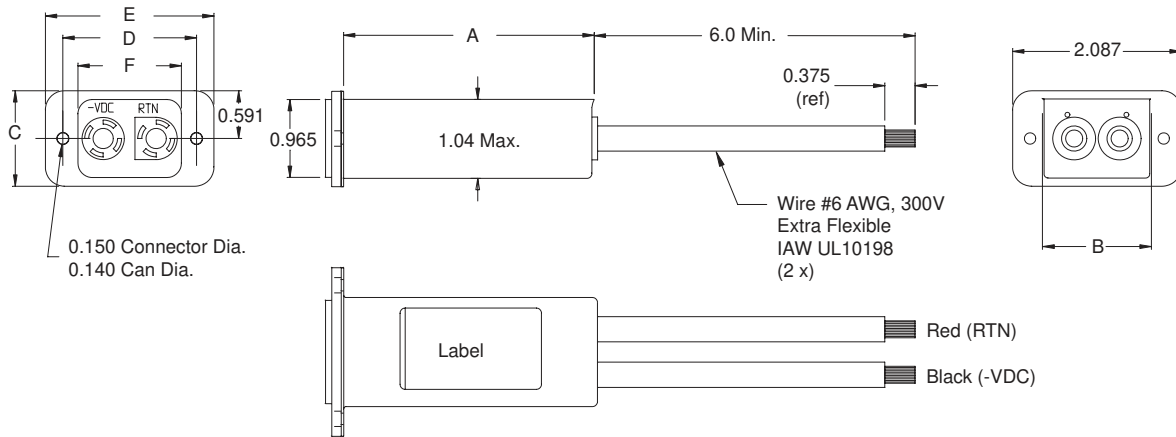 E
D
F
-VDC RTN
C
0.591
0.150 Connector Dia.
0.140 Can Dia.
A
6.0 Min.
0.375
(ref)
0.965
1.04 Max.
Wire #6 AWG, 300V
Extra Flexible
IAW UL10198
(2 x)
2.087
B
Label
Red (RTN)
Black (-VDC)